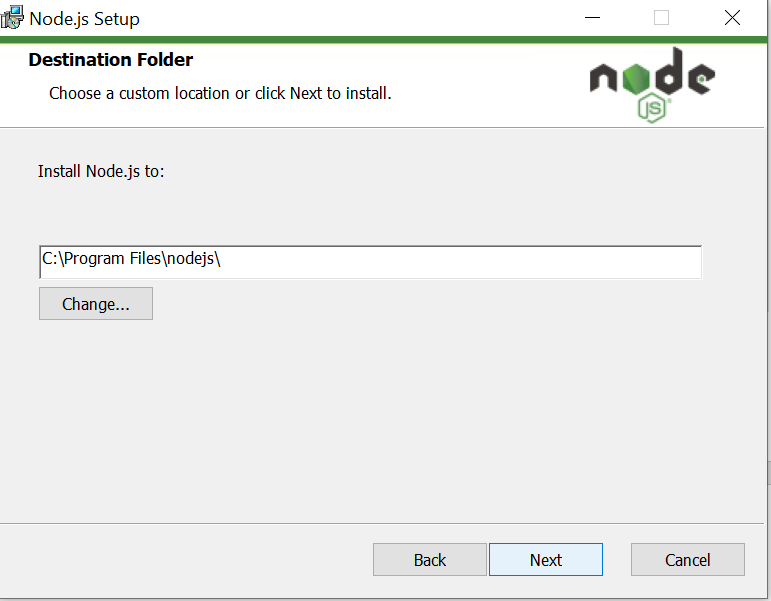 Node.js Setup
Destination Folder
Choose a custom location or click Next to install.
node
JS
Install Node.js to:
C:\Program Files\nodejs\
Change...
Back
Next
Cancel